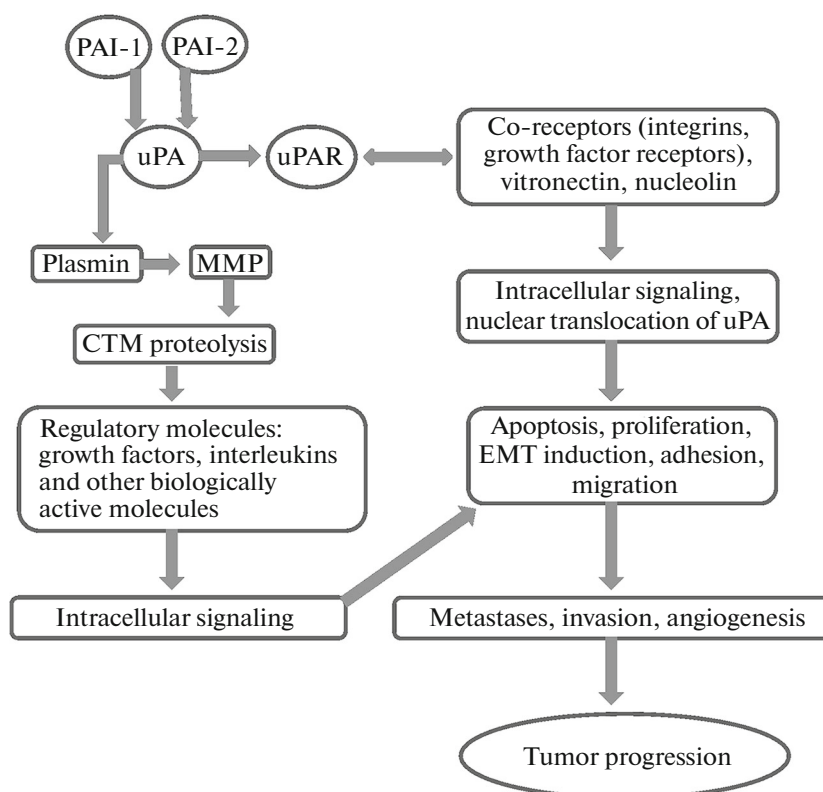 PAI-1
PAI-2
uPA
uPAR
Co-receptors (integrins,
growth factor receptors),
vitronectin, nucleolin
Plasmin
MMP
Intracellular signaling,
nuclear translocation of uPA
CTM proteolysis
Regulatory molecules:
growth factors, interleukins
and other biologically
active molecules
Apoptosis, proliferation,
EMT induction, adhesion,
migration
Intracellular signaling
Metastases, invasion, angiogenesis
Tumor progression